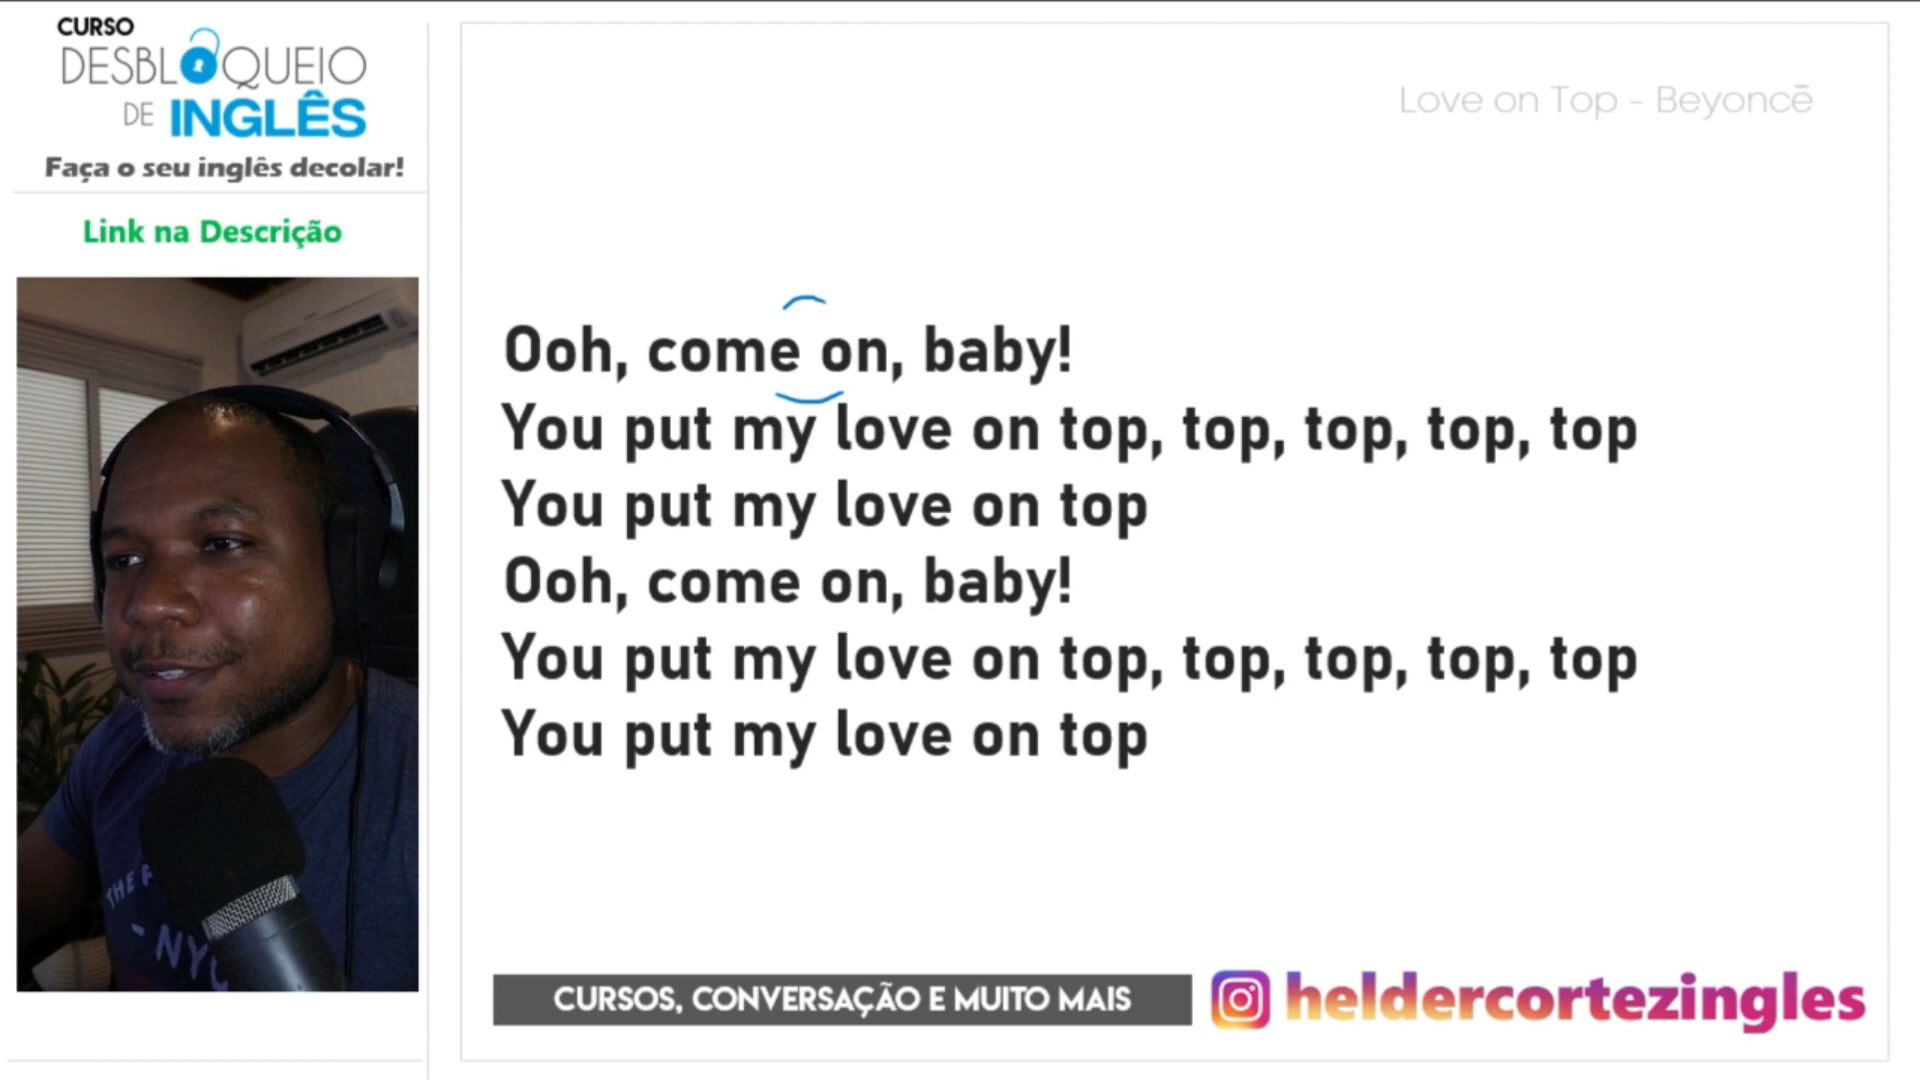 CURSO
DESBLOQUEIO
DE INGLÊS
Faça o seu inglês decolar!
Link na Descrição
Love on Top - Beyoncē
Ooh, come on, baby!
You put my love on top, top, top, top, top
You put my love on top
Ooh, come on, baby!
You put my love on top, top, top, top, top
You put my love on top
THE
- NYC
CURSOS, CONVERSAÇÃO E MUITO MAIS
heldercortezingles